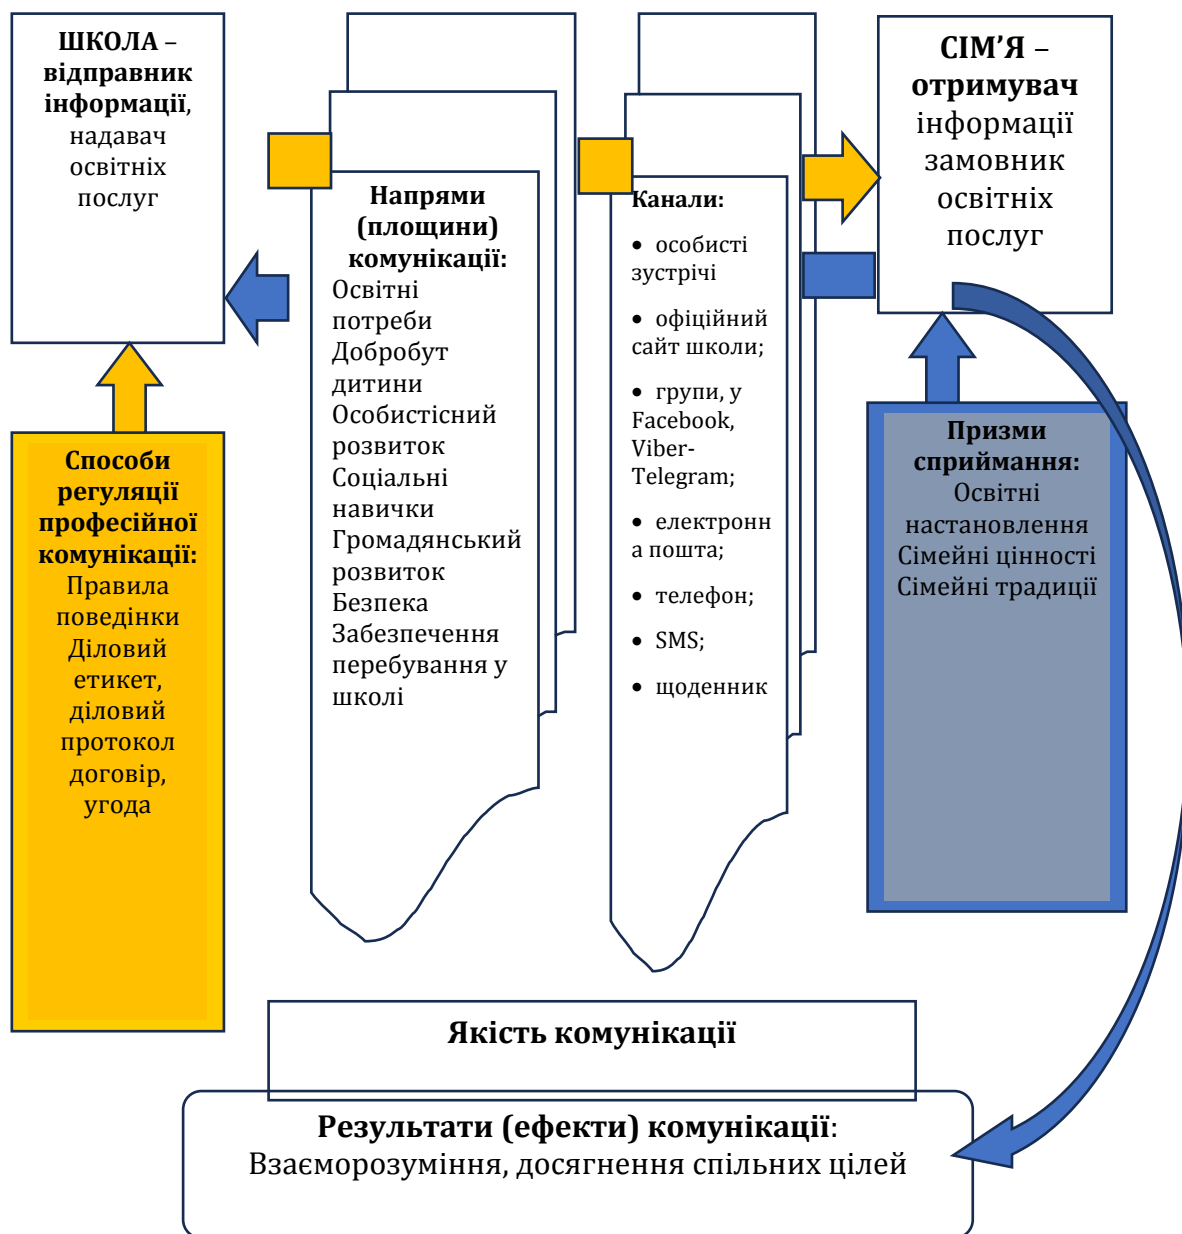 ШКОЛА –
відправник
інформації,
надавач
освітніх
послуг
Напрями
(площини)
комунікації:
Освітні
потреби
Добробут
дитини
Особистісний
розвиток
Соціальні
навички
Громадянський
розвиток
Безпека
Забезпечення
перебування у
школі
Канали:
• особисті
зустрічі
• офіційний
сайт школи;
• групи, у
Facebook,
Viber-
Telegram;
• електронн
а пошта;
• телефон;
• SMS;
• щоденник
СІМ’Я –
отримувач
інформації
замовник
освітніх
послуг
Способи
регуляції
професійної
комунікації:
Правила
поведінки
Діловий
етикет,
діловий
протокол
договір,
угода
Призми
сприймання:
Освітні
настановлення
Сімейні цінності
Сімейні традиції
Якість комунікації
Результати (ефекти) комунікації:
Взаєморозуміння, досягнення спільних цілей